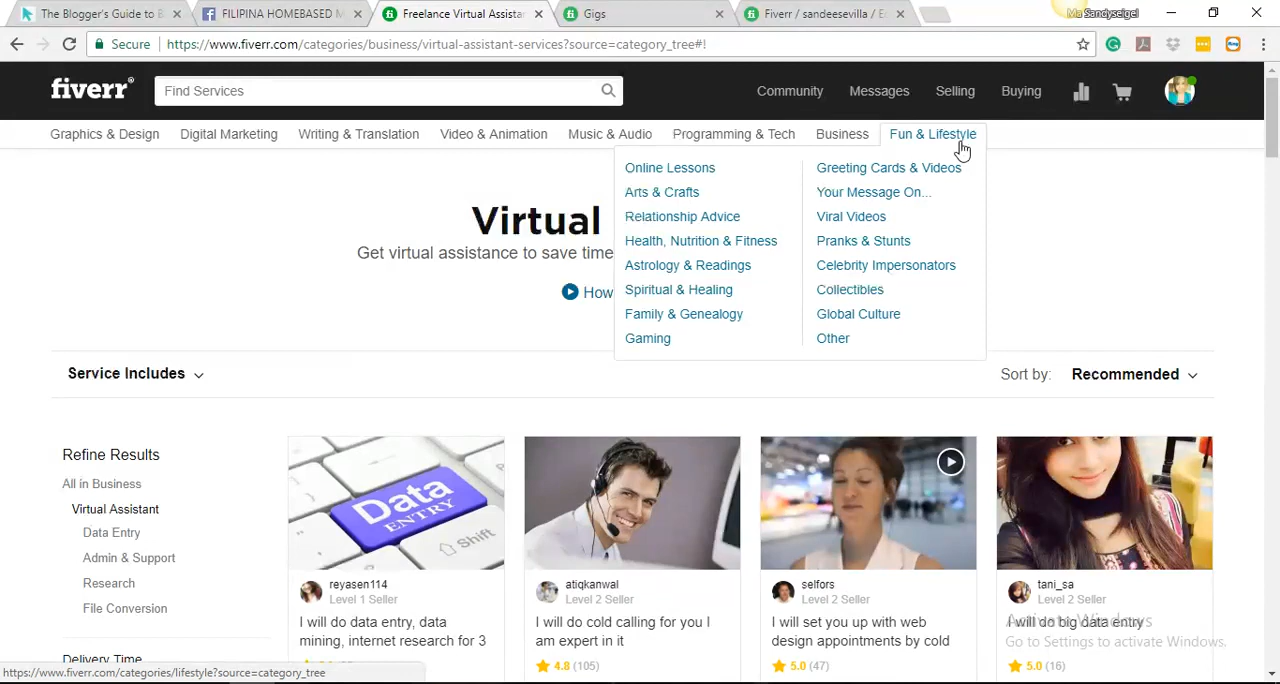 The Blogger's Guide to B
FILIPINA HOMEBASED M
Freelance Virtual Assista
Gigs
Fiverr / sandeesevilla / E
Ma Sandyseigel
Secure
https://www.fiverr.com/categories/business/virtual-assistant-services?source=category_tree#!
fiverr®
Find Services
Community
Messages
Selling
Buying
Graphics & Design
Digital Marketing
Writing & Translation
Video & Animation
Music & Audio
Programming & Tech
Business
Fun & Lifestyle
Online Lessons
Arts & Crafts
Relationship Advice
Health, Nutrition & Fitness
Astrology & Readings
Spiritual & Healing
Family & Genealogy
Gaming
Greeting Cards & Videos
Your Message On...
Viral Videos
Pranks & Stunts
Celebrity Impersonators
Collectibles
Global Culture
Other
Virtual
Get virtual assistance to save time
How
Service Includes
Sort by: Recommended
Refine Results
All in Business
Virtual Assistant
Data Entry
Admin & Support
Research
File Conversion
Delivery Time
Data
ENTRY
Shift
reyasen114
Level 1 Seller
I will do data entry, data
mining, internet research for 3
atiqkanwal
Level 2 Seller
I will do cold calling for you I
am expert in it
4.8 (105)
selfors
Level 2 Seller
I will set you up with web
design appointments by cold
5.0 (47)
tani_sa
Level 2 Seller
I will do big data entry
5.0 (16)
Activate Windows
Go to Settings to activate Windows.
https://www.fiverr.com/categories/lifestyle?source=category_tree